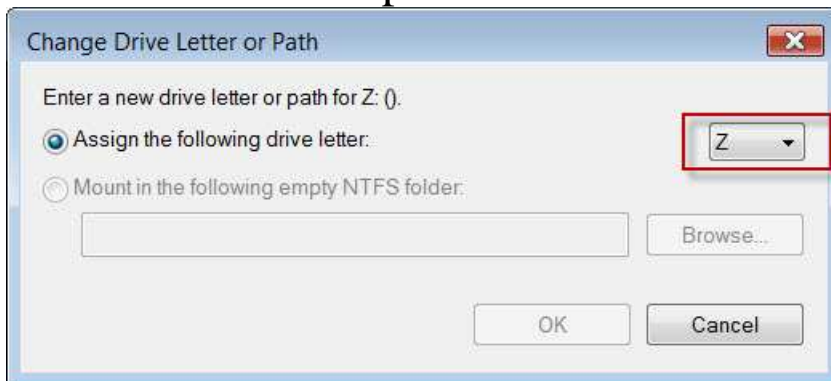 Change Drive Letter or Path
Enter a new drive letter or path for Z: ().
Assign the following drive letter:
Z
Mount in the following empty NTFS folder:
Browse...
OK
Cancel